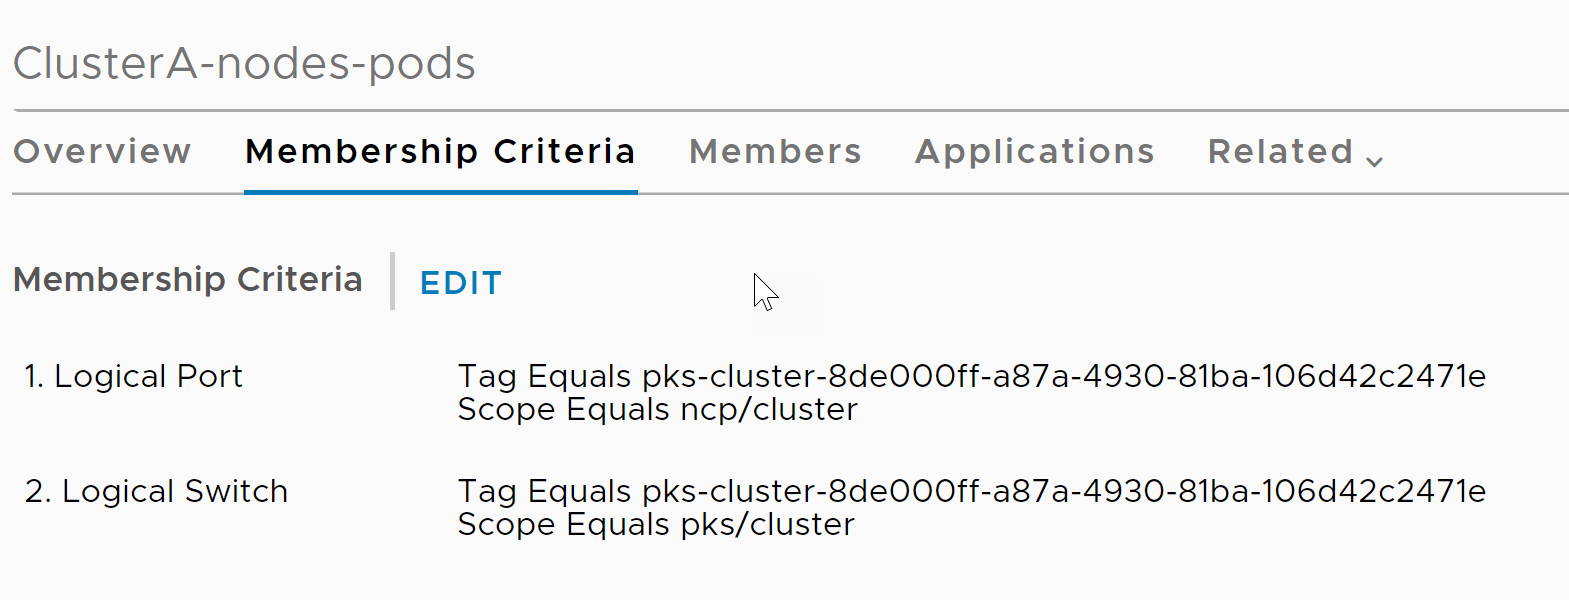 ClusterA-nodes-pods
Overview Membership Criteria Members Applications Related
Membership Criteria EDIT
1. Logical Port Tag Equals pks-cluster-8de000ff-a87a-4930-81ba-106d42c2471e
Scope Equals ncp/cluster
2. Logical Switch Tag Equals pks-cluster-8de000ff-a87a-4930-81ba-106d42c2471e
Scope Equals pks/cluster